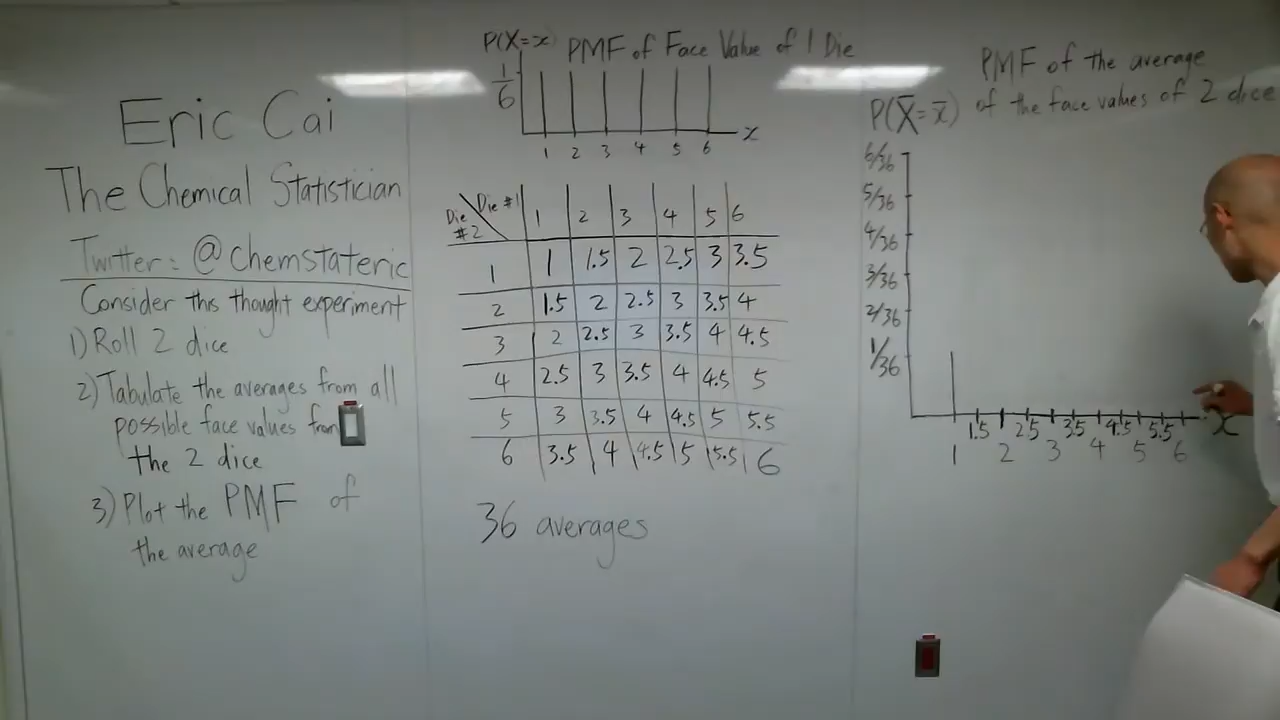 Eric Cai
The Chemical Statistician
Twitter: @chemstateric
Consider this thought experiment
1) Roll 2 dice
2) Tabulate the averages from all
possible face values from
the 2 dice
3) Plot the PMF of
the average
P(X=x) PMF of Face Value of 1 Die
1/6
x
1 2 3 4 5 6
Die #1
Die #2
1 2 3 4 5 6
1 1 1.5 2 2.5 3 3.5
2 1.5 2 2.5 3 3.5 4
3 2 2.5 3 3.5 4 4.5
4 2.5 3 3.5 4 4.5 5
5 3 3.5 4 4.5 5 5.5
6 3.5 4 4.5 5 5.5 6
36 averages
PMF of the average
of the face values of 2 dice
P(X̅=x̅)
6/36
5/36
4/36
3/36
2/36
1/36
1.5 2.5 3.5 4.5 5.5 x
1 2 3 4 5 6